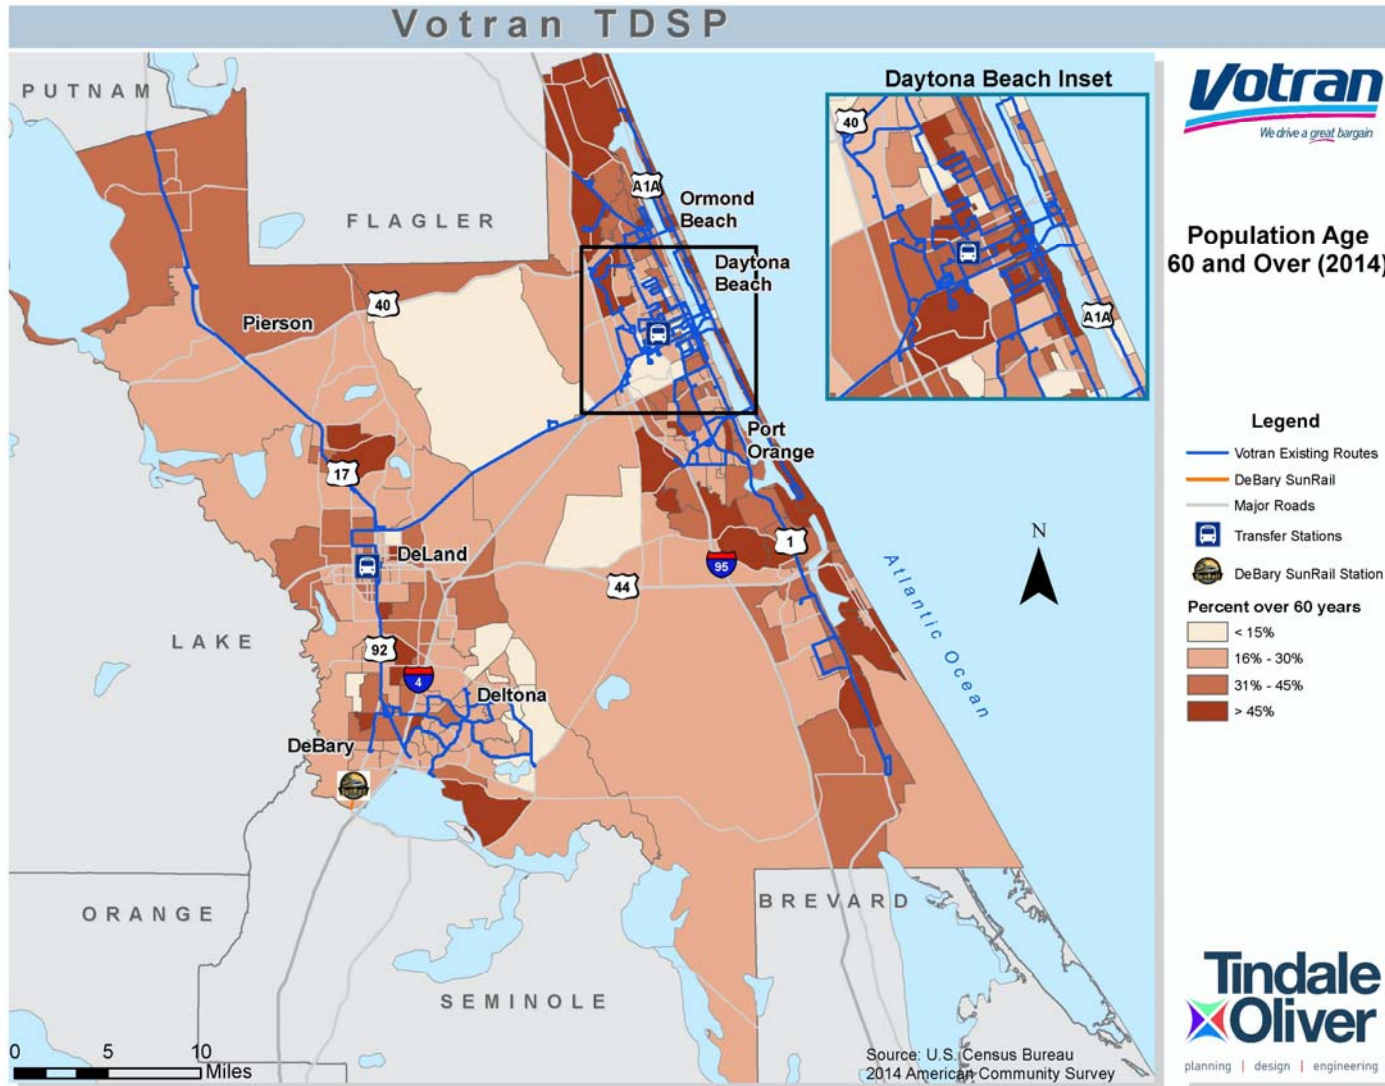 Votran TDSP
PUTNAM
FLAGLER
LAKE
ORANGE
SEMINOLE
BREVARD
Pierson
DeLand
DeBary
Deltona
Ormond
Beach
Daytona
Beach
Port
Orange
A1A
40
17
92
4
44
95
1
Atlantic Ocean
N
0 5 10
Miles
Source: U.S. Census Bureau
2014 American Community Survey
Daytona Beach Inset
40
A1A
Votran
We drive a great bargain
Population Age
60 and Over (2014)
Legend
Votran Existing Routes
DeBary SunRail
Major Roads
Transfer Stations
DeBary SunRail Station
Percent over 60 years
< 15%
16% - 30%
31% - 45%
> 45%
Tindale
Oliver
planning | design | engineering